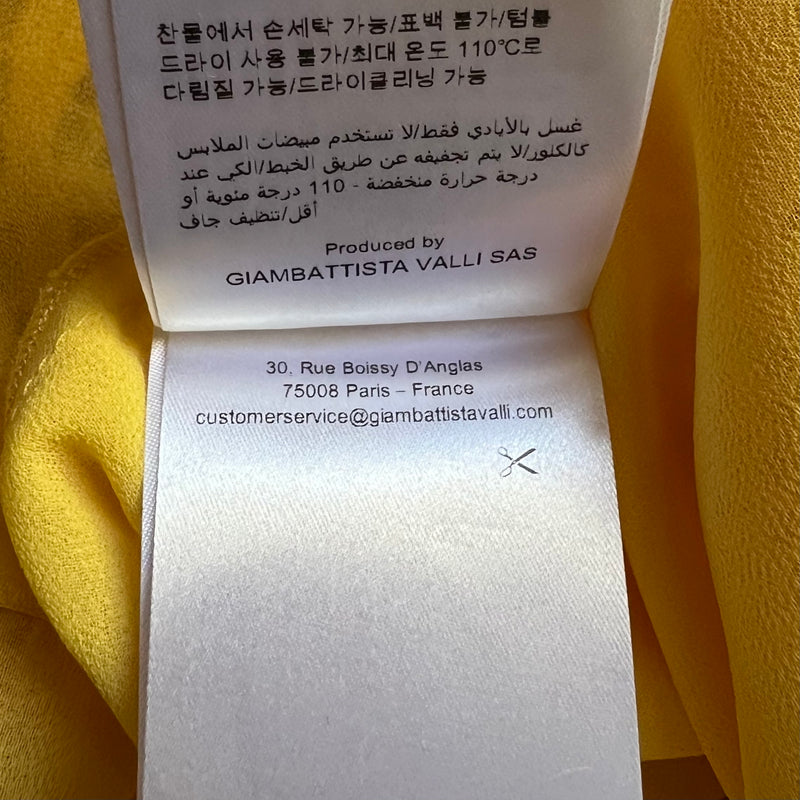 찬물에서 손세탁 가능/표백 불가/텀블
드라이 사용 불가/최대 온도 110°C로
다림질 가능/드라이클리닝 가능
غسل بالأيادي فقط/لا تستخدم مبيضات الملابس
كالكلور/لا يتم تجفيفه عن طريق الخبط/الكي عند
درجة حرارة منخفضة - 110 درجة مئوية أو
أقل/تنظيف جاف
Produced by
GIAMBATTISTA VALLI SAS
30, Rue Boissy D'Anglas
75008 Paris – France
customerservice@giambattistavalli.com